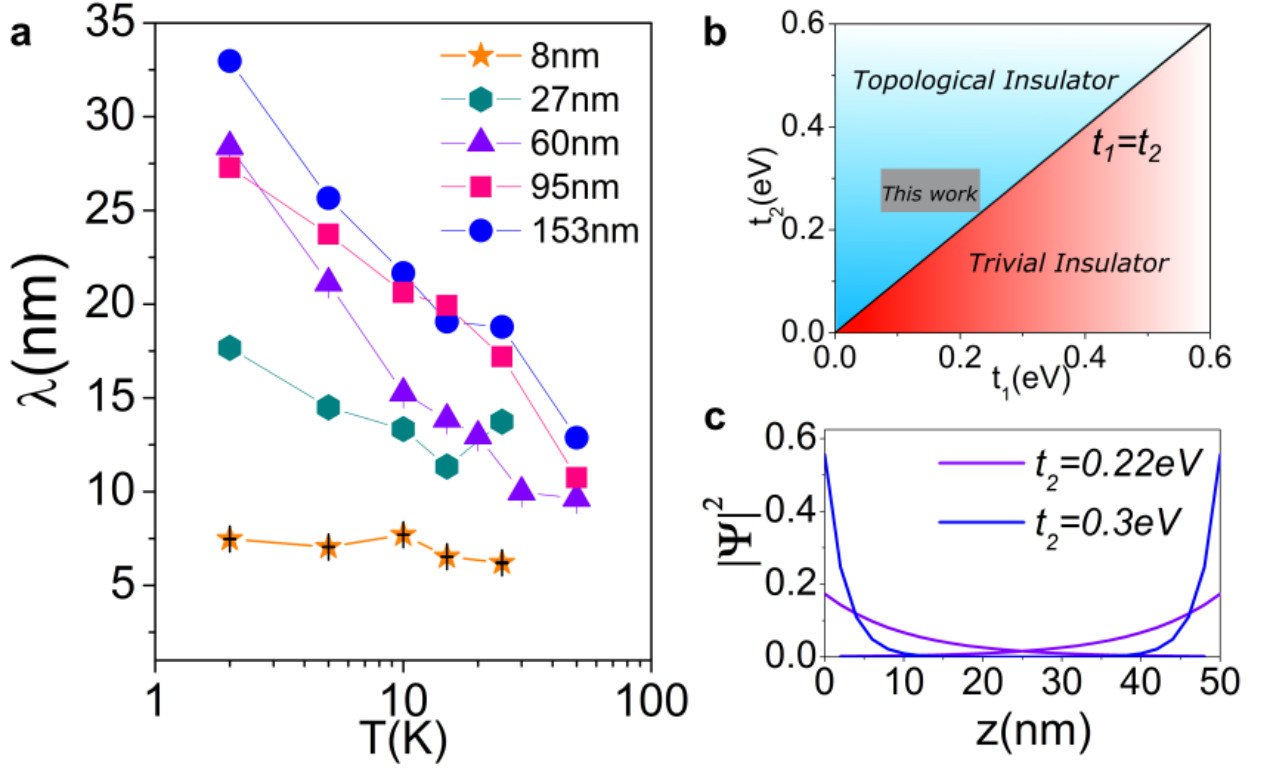 a
35
30
25
20
15
10
5
λ(nm)
1
10
100
T(K)
8nm
27nm
60nm
95nm
153nm
b
0.6
0.4
0.2
0.0
t2(eV)
Topological Insulator
t1=t2
This work
Trivial Insulator
0.0
0.2
0.4
0.6
t1(eV)
c
0.6
0.4
0.2
0.0
|Ψ|²
t2=0.22eV
t2=0.3eV
0
10
20
30
40
50
z(nm)